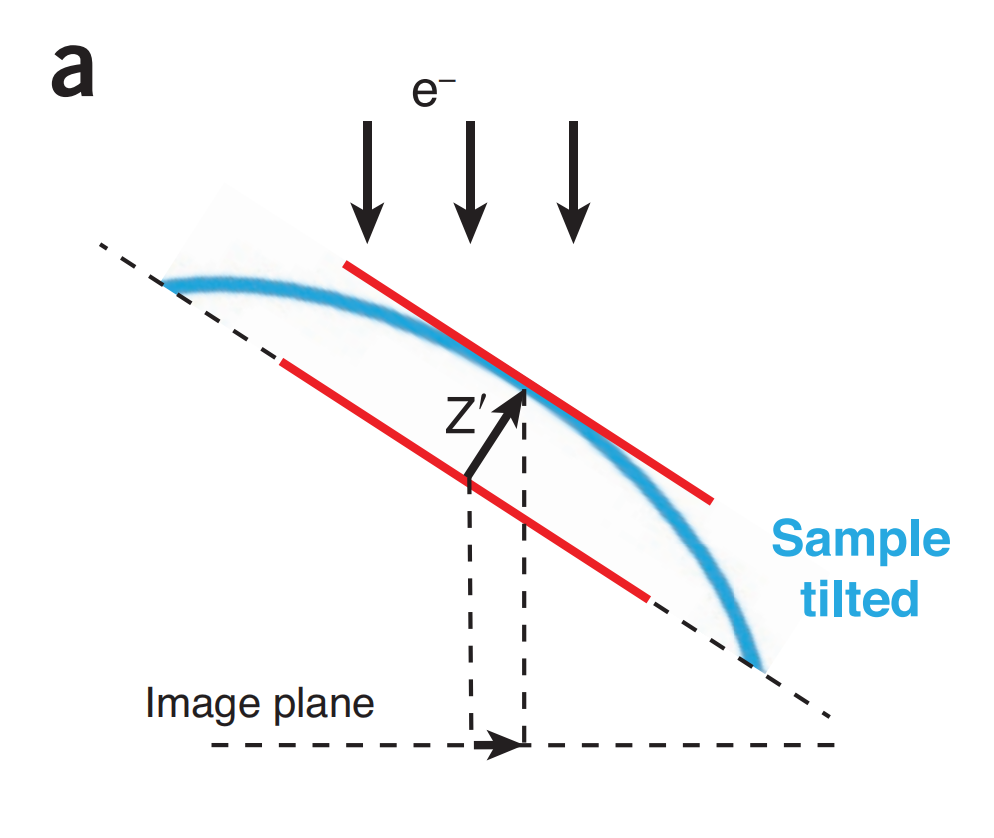 a
e⁻
Z′
Sample
tilted
Image plane